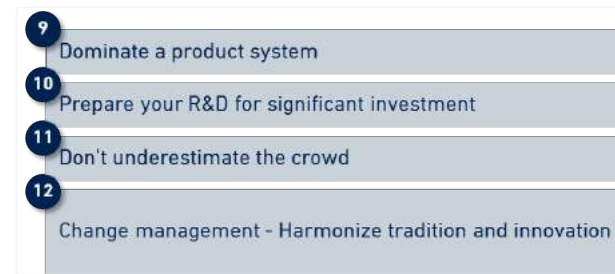 9
Dominate a product system
10
Prepare your R&D for significant investment
11
Don't underestimate the crowd
12
Change management - Harmonize tradition and innovation